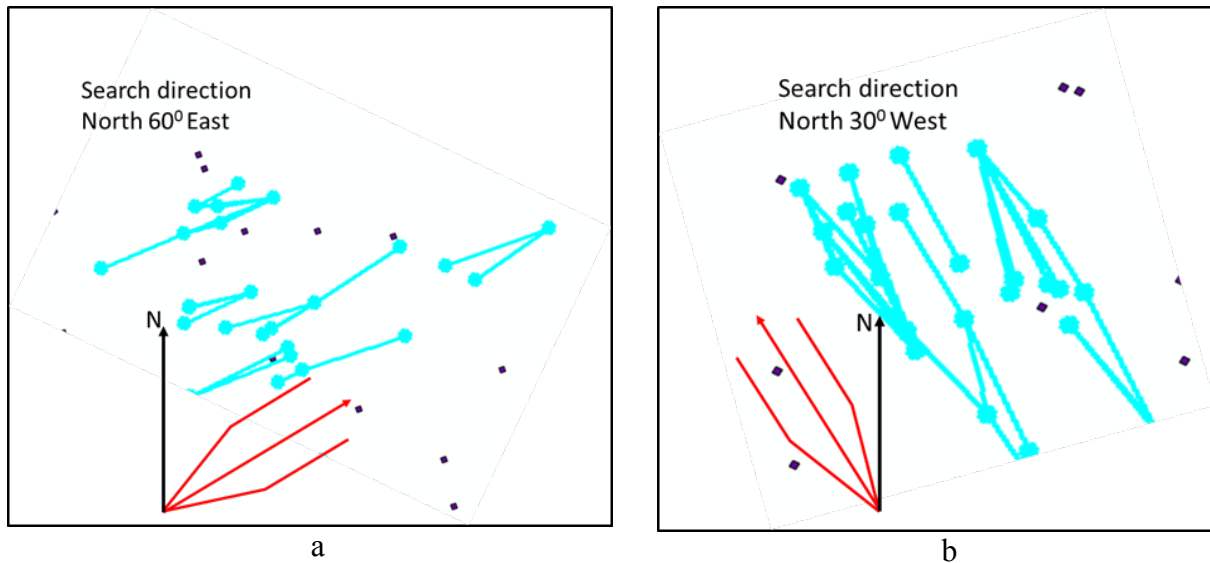 Search direction
North 60⁰ East
N
a
Search direction
North 30⁰ West
N
b